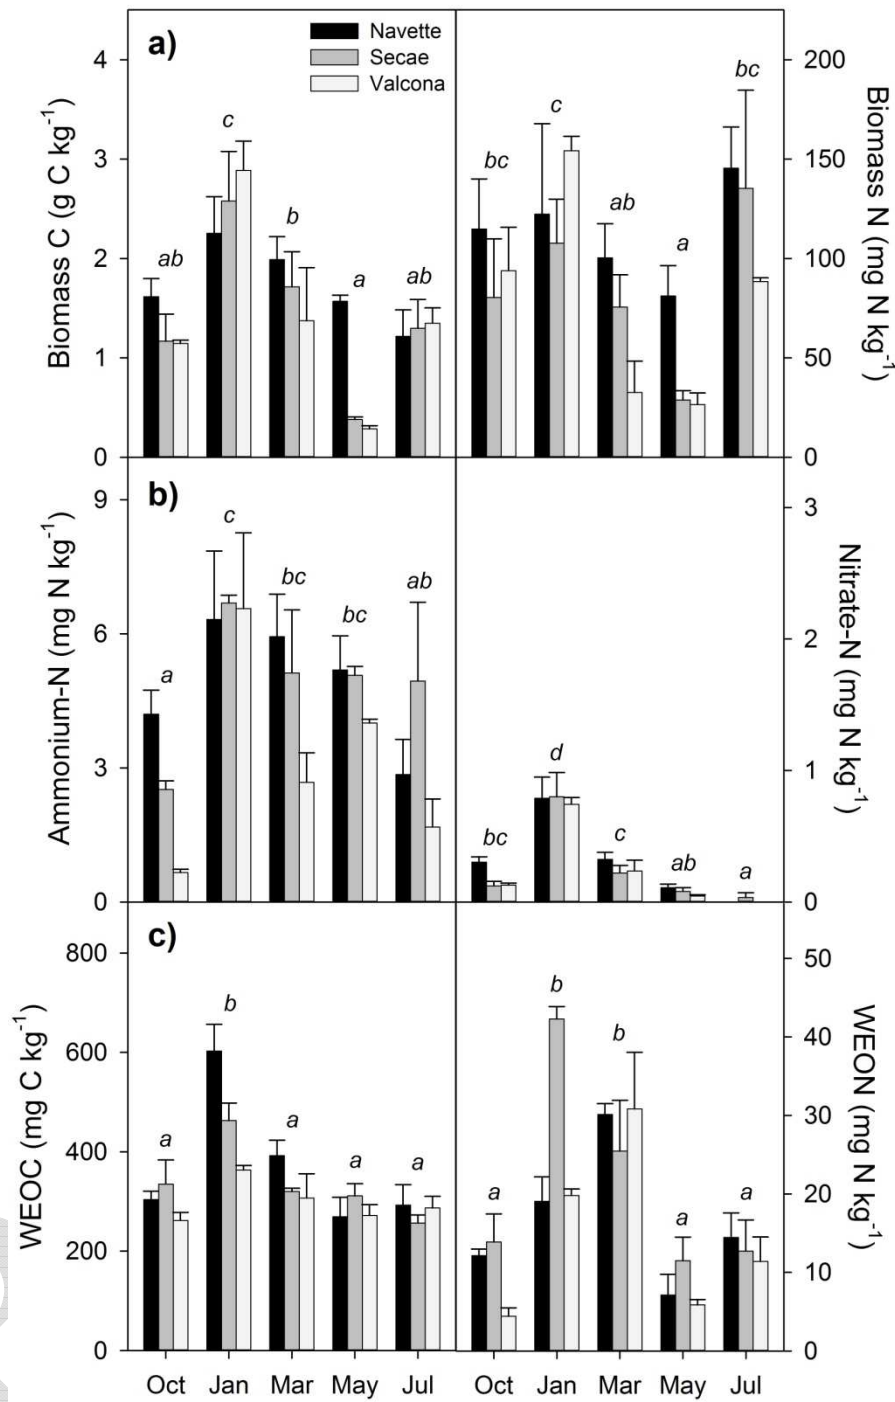 a)
Navette
Secae
Valcona
Biomass C (g C kg⁻¹)
4
3
2
1
0
ab
c
b
a
ab
Biomass N (mg N kg⁻¹)
200
150
100
50
0
bc
c
ab
a
bc
b)
Ammonium-N (mg N kg⁻¹)
9
6
3
0
a
c
bc
bc
ab
Nitrate-N (mg N kg⁻¹)
3
2
1
0
bc
d
c
ab
a
c)
WEOC (mg C kg⁻¹)
800
600
400
200
0
a
b
a
a
a
WEON (mg N kg⁻¹)
50
40
30
20
10
0
a
b
b
a
a
Oct Jan Mar May Jul
Oct Jan Mar May Jul